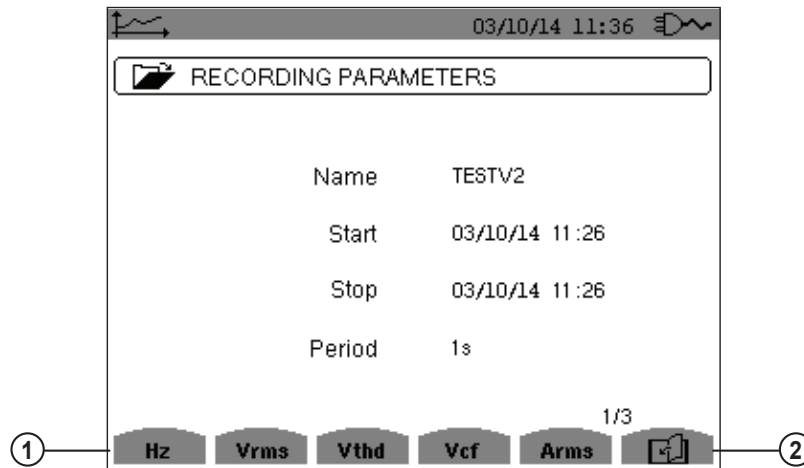 03/10/14 11:36
RECORDING PARAMETERS
Name TESTV2
Start 03/10/14 11:26
Stop 03/10/14 11:26
Period 1s
1/3
1 Hz Vrms Vthd Vcf Arms 2